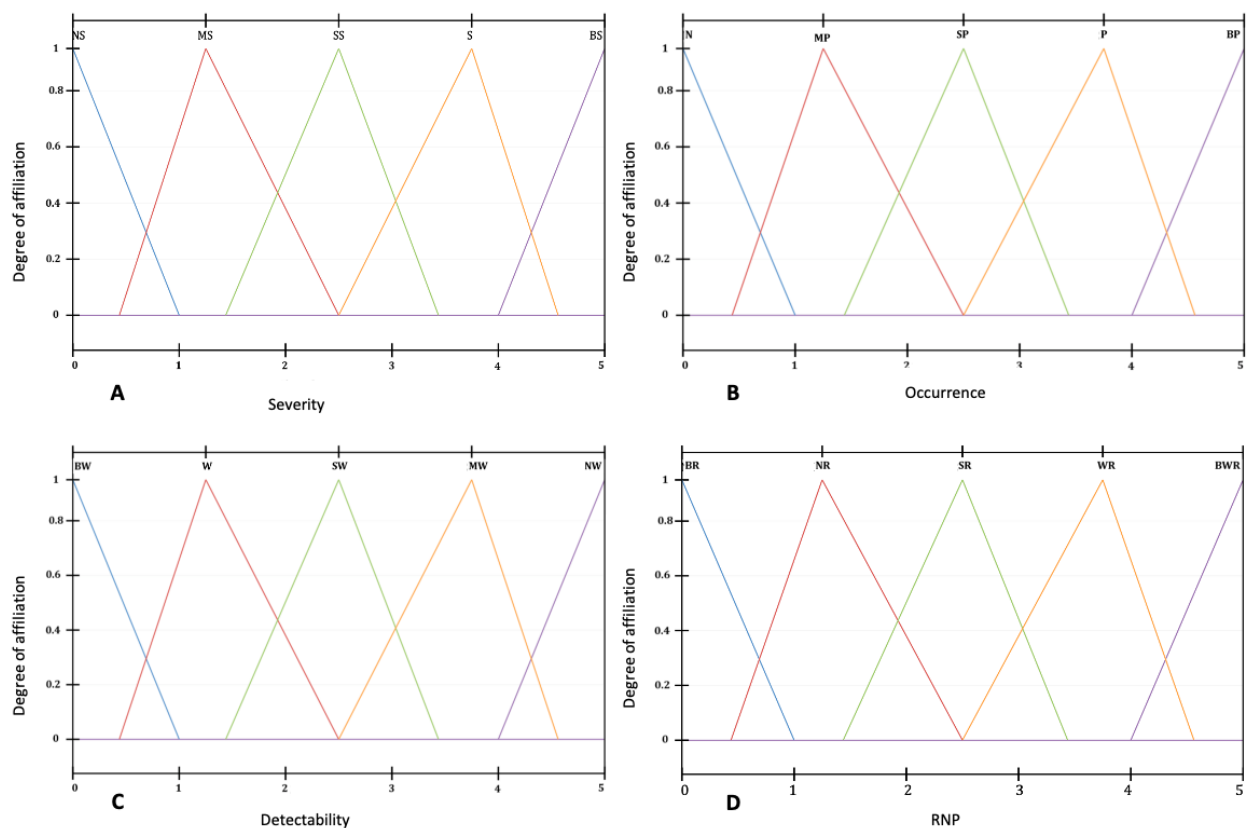 NS MS SS S BS
1
0.8
0.6
0.4
0.2
0
Degree of affiliation
0 1 2 3 4 5
A
Severity
N MP SP P BP
1
0.8
0.6
0.4
0.2
0
Degree of affiliation
0 1 2 3 4 5
B
Occurrence
BW W SW MW NW
1
0.8
0.6
0.4
0.2
0
Degree of affiliation
0 1 2 3 4 5
C
Detectability
BR NR SR WR BWR
1
0.8
0.6
0.4
0.2
0
Degree of affiliation
0 1 2 3 4 5
D
RNP